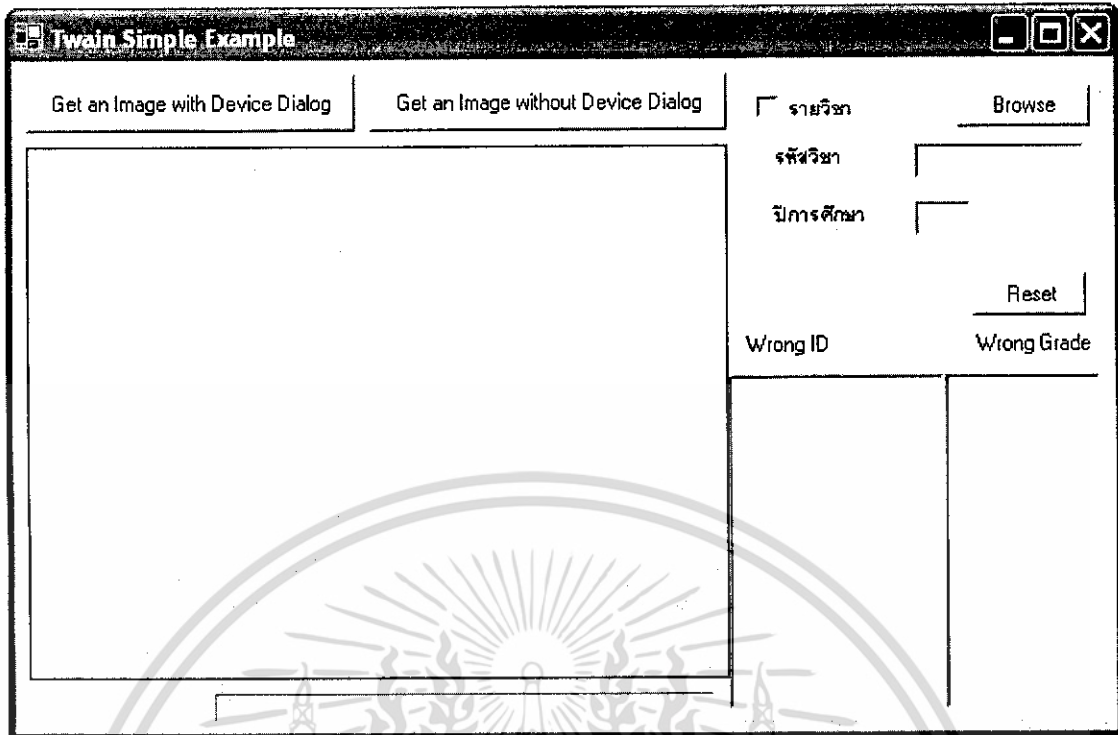 Twain Simple Example
Get an Image with Device Dialog
Get an Image without Device Dialog
รายวิชา
Browse
รหัสวิชา
ปีการศึกษา
Reset
Wrong ID
Wrong Grade